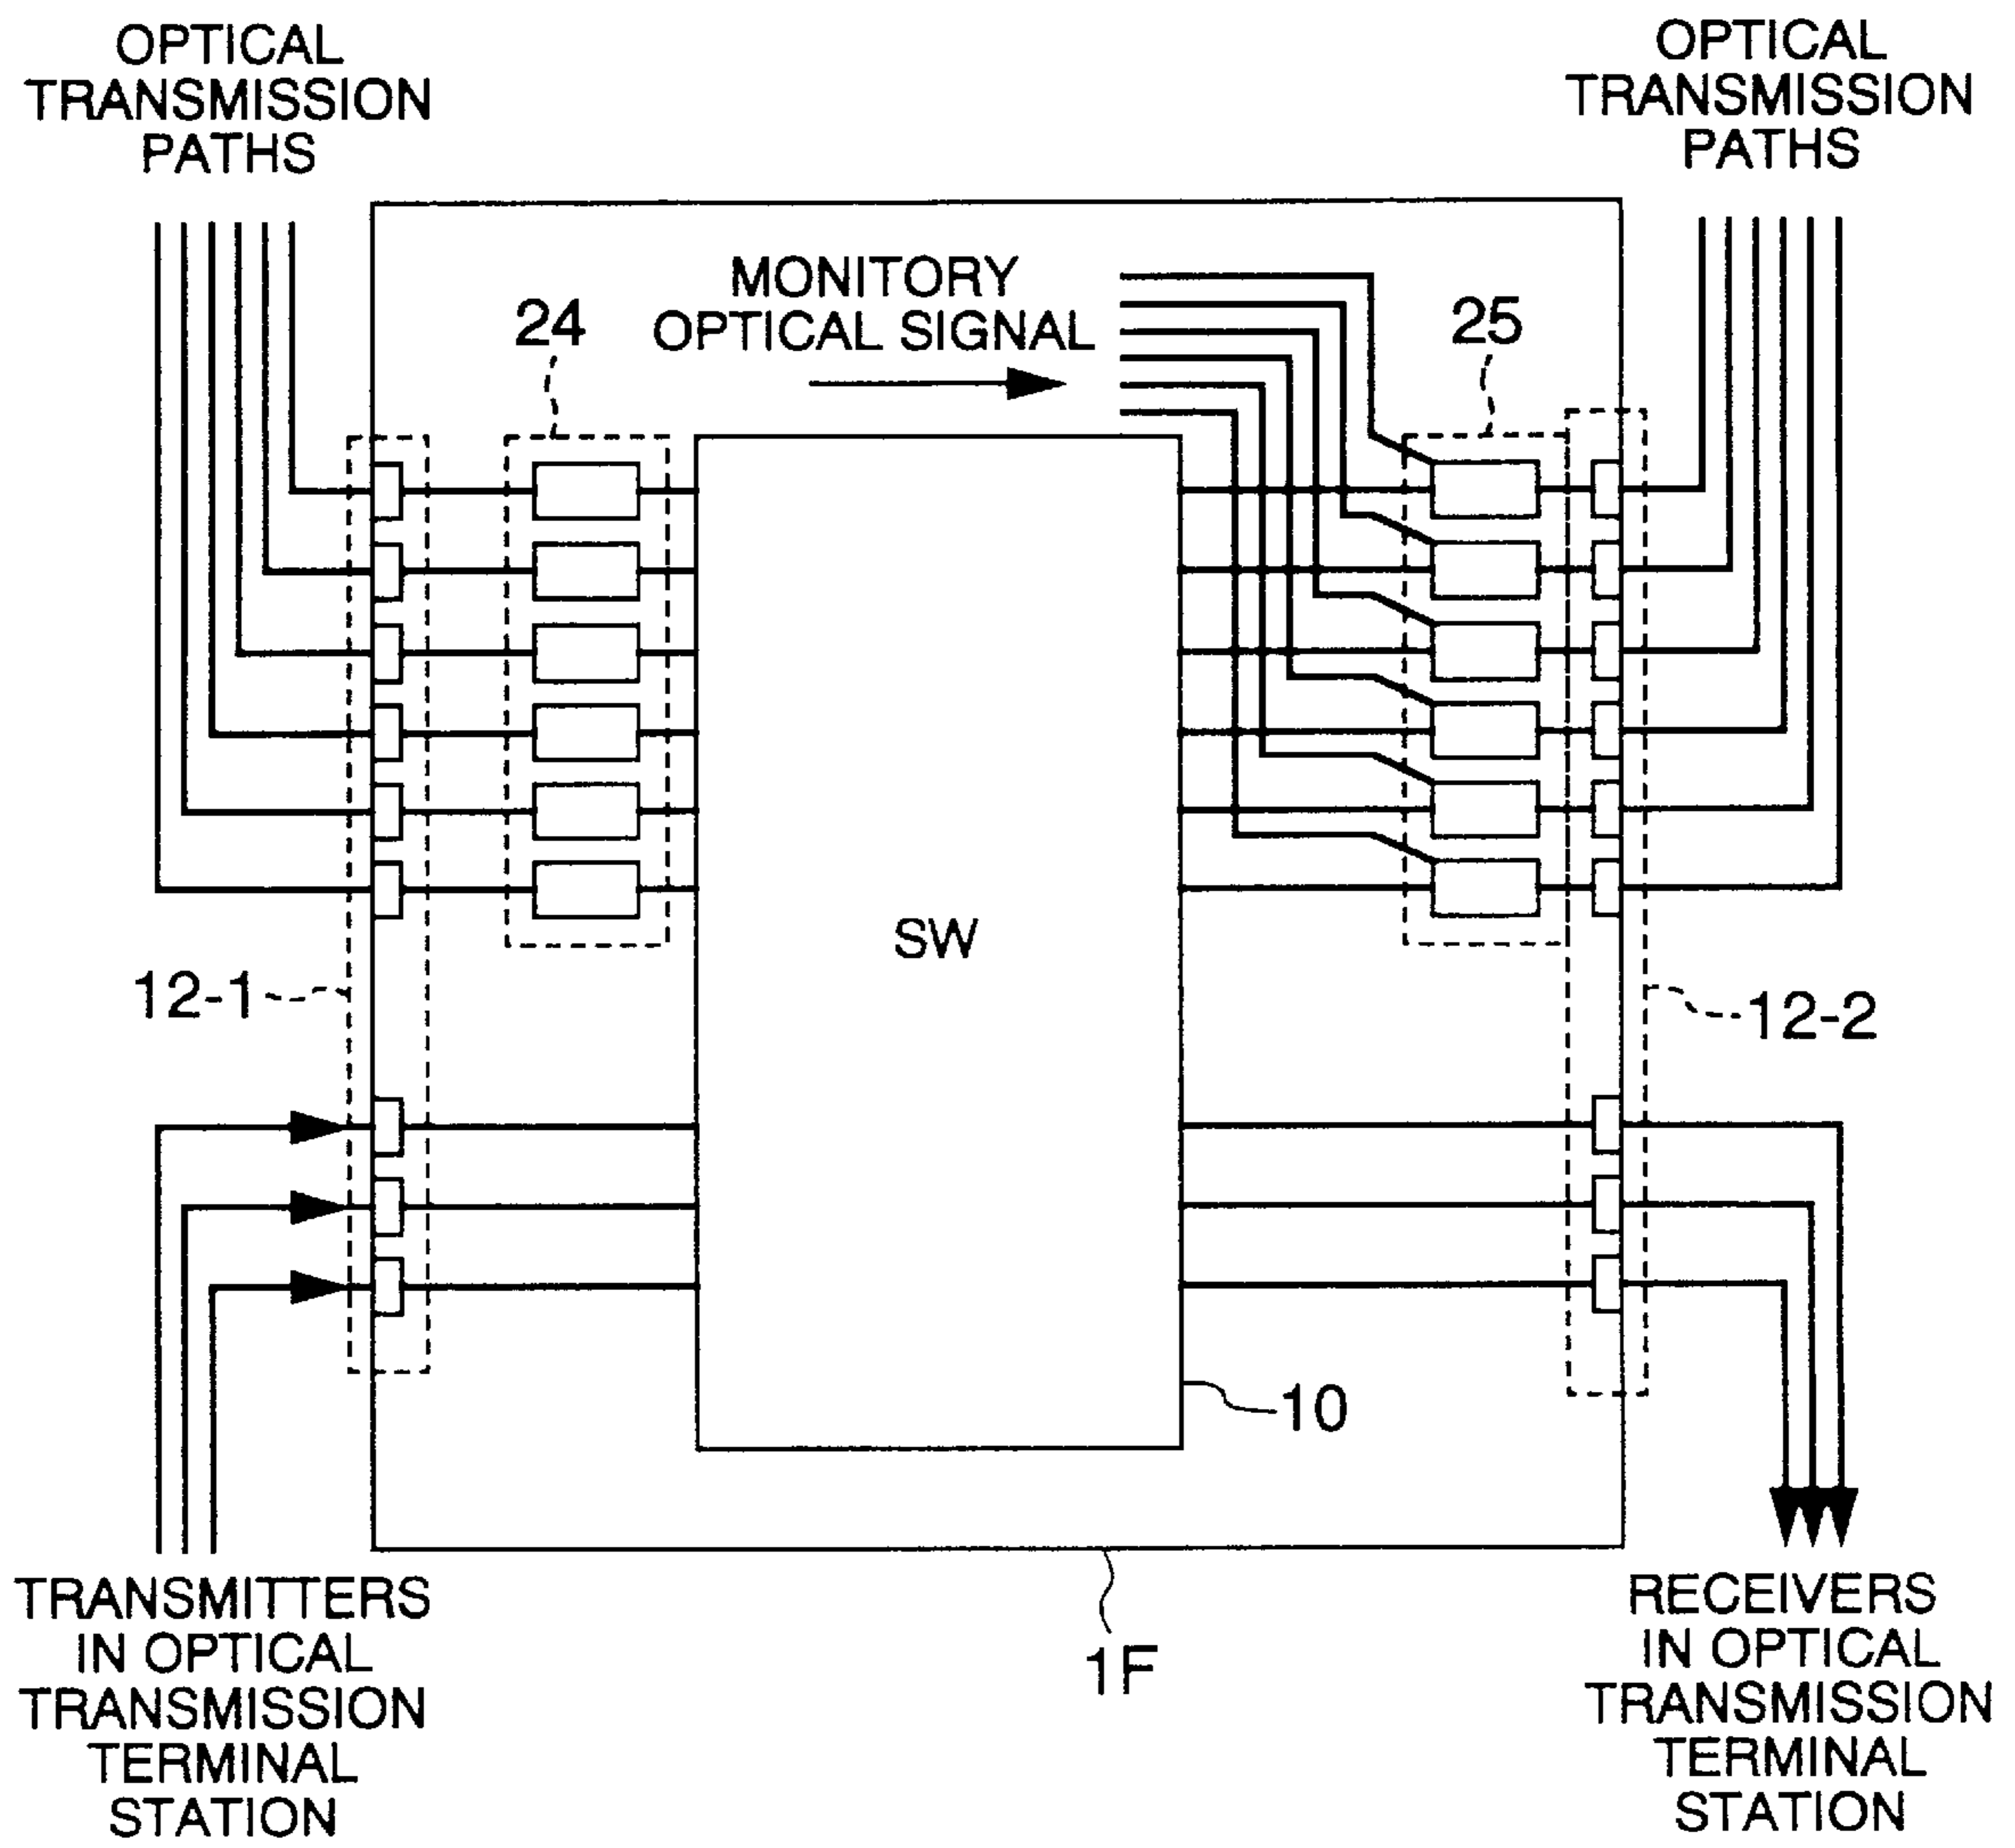 OPTICAL
TRANSMISSION
PATHS
OPTICAL
TRANSMISSION
PATHS
MONITORY
OPTICAL SIGNAL
24
25
SW
12-1
12-2
10
1F
TRANSMITTERS
IN OPTICAL
TRANSMISSION
TERMINAL
STATION
RECEIVERS
IN OPTICAL
TRANSMISSION
TERMINAL
STATION